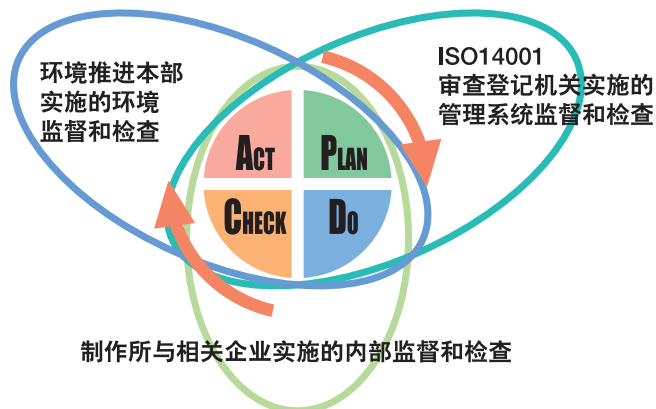 环境推进本部
实施的环境
监督和检查
ISO14001
审查登记机关实施的
管理系统监督和检查
ACT
PLAN
CHECK
DO
制作所与相关企业实施的内部监督和检查